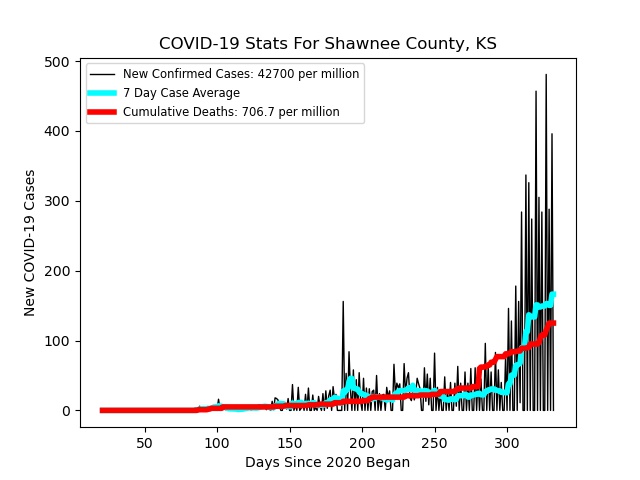 COVID-19 Stats For Shawnee County, KS
New Confirmed Cases: 42700 per million
7 Day Case Average
Cumulative Deaths: 706.7 per million
New COVID-19 Cases
500
400
300
200
100
0
50 100 150 200 250 300
Days Since 2020 Began